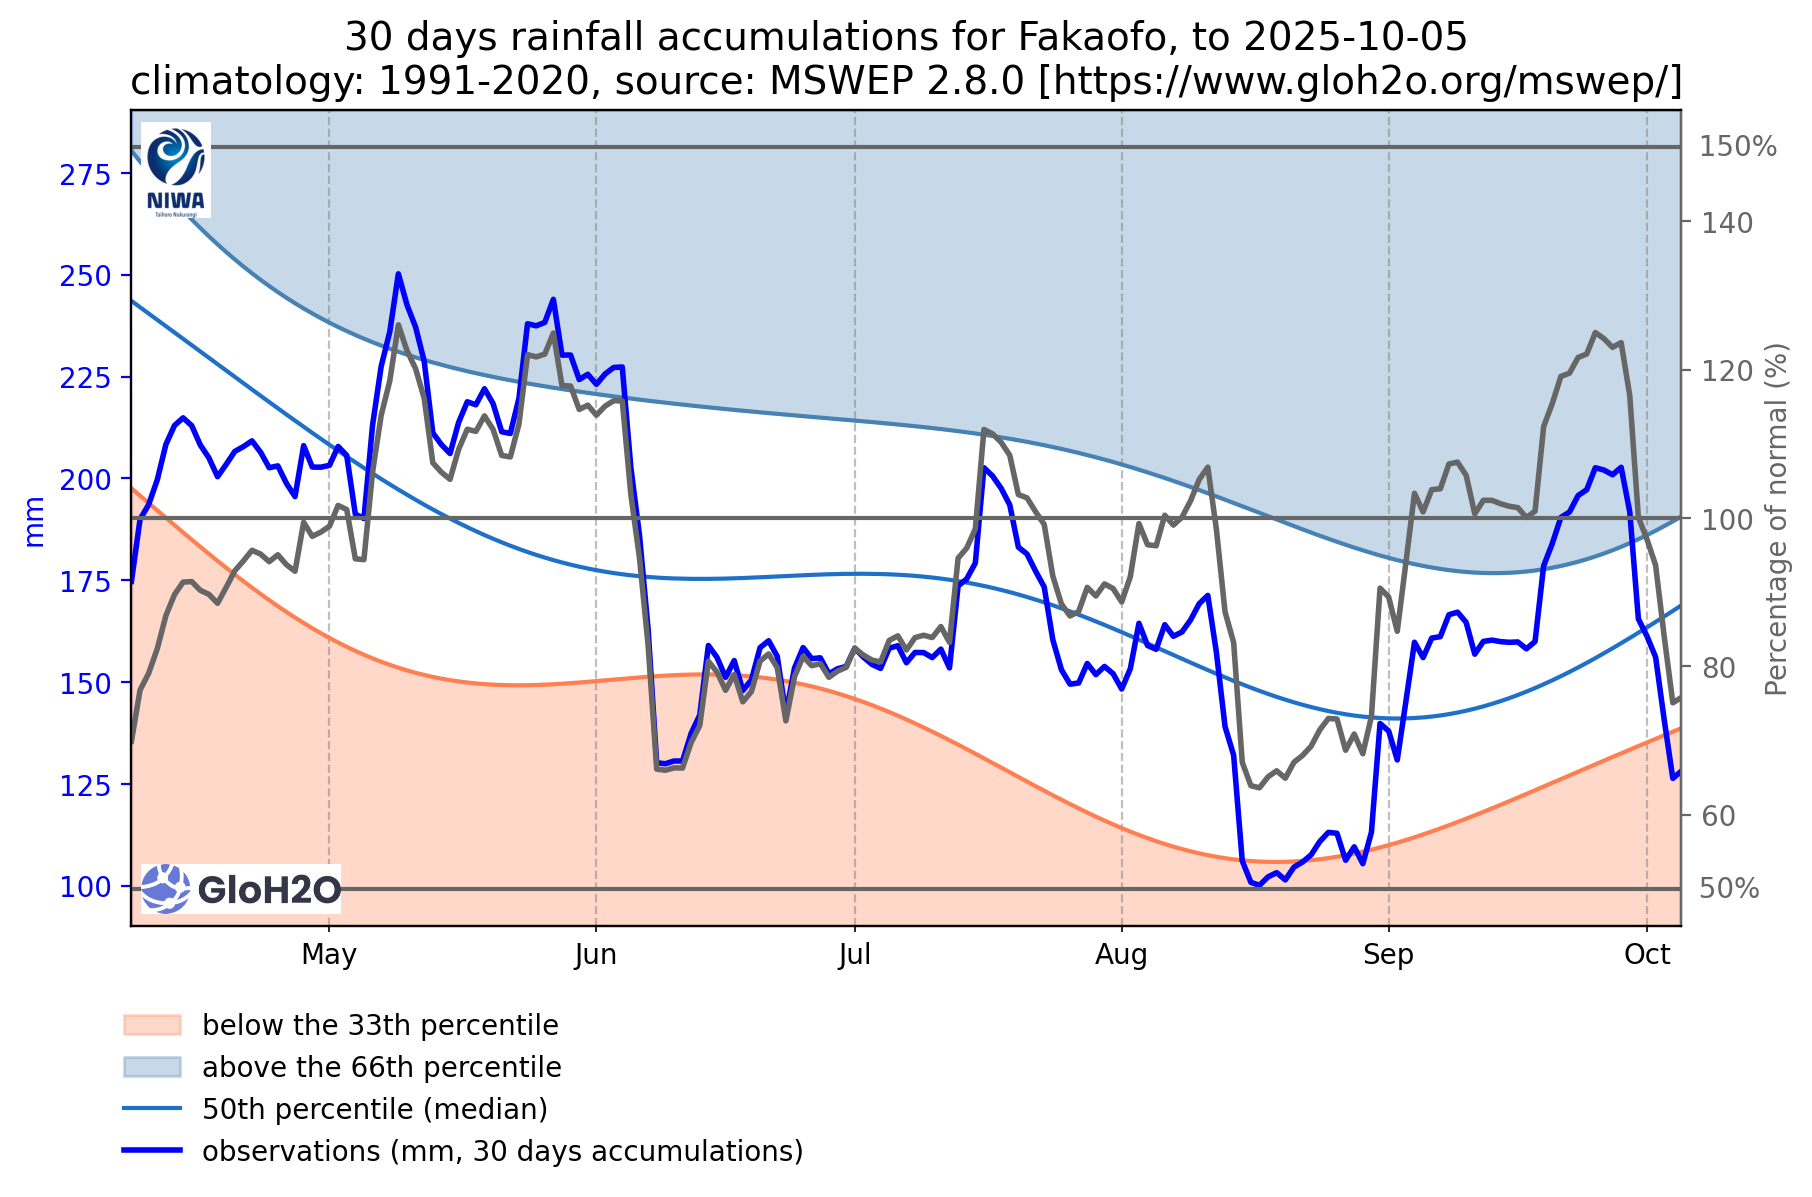 30 days rainfall accumulations for Fakaofo, to 2025-10-05
climatology: 1991-2020, source: MSWEP 2.8.0 [https://www.gloh2o.org/mswep/]
NIWA
Taihoro Nukurangi
275
250
225
200
175
150
125
100
mm
150%
140
120
100
80
60
50%
Percentage of normal (%)
GloH2O
May
Jun
Jul
Aug
Sep
Oct
below the 33th percentile
above the 66th percentile
50th percentile (median)
observations (mm, 30 days accumulations)